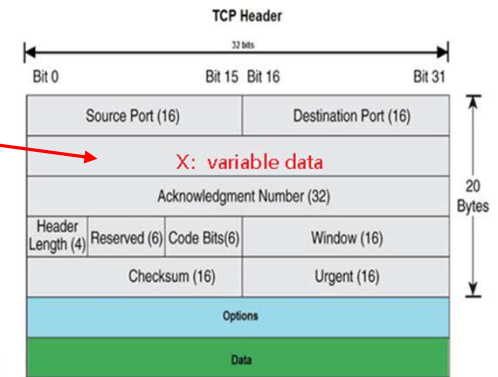 TCP Header
32 bits
Bit 0 Bit 15 Bit 16 Bit 31
Source Port (16) Destination Port (16)
X: variable data
Acknowledgment Number (32)
20
Bytes
Header
Length (4) Reserved (6) Code Bits(6) Window (16)
Checksum (16) Urgent (16)
Options
Data